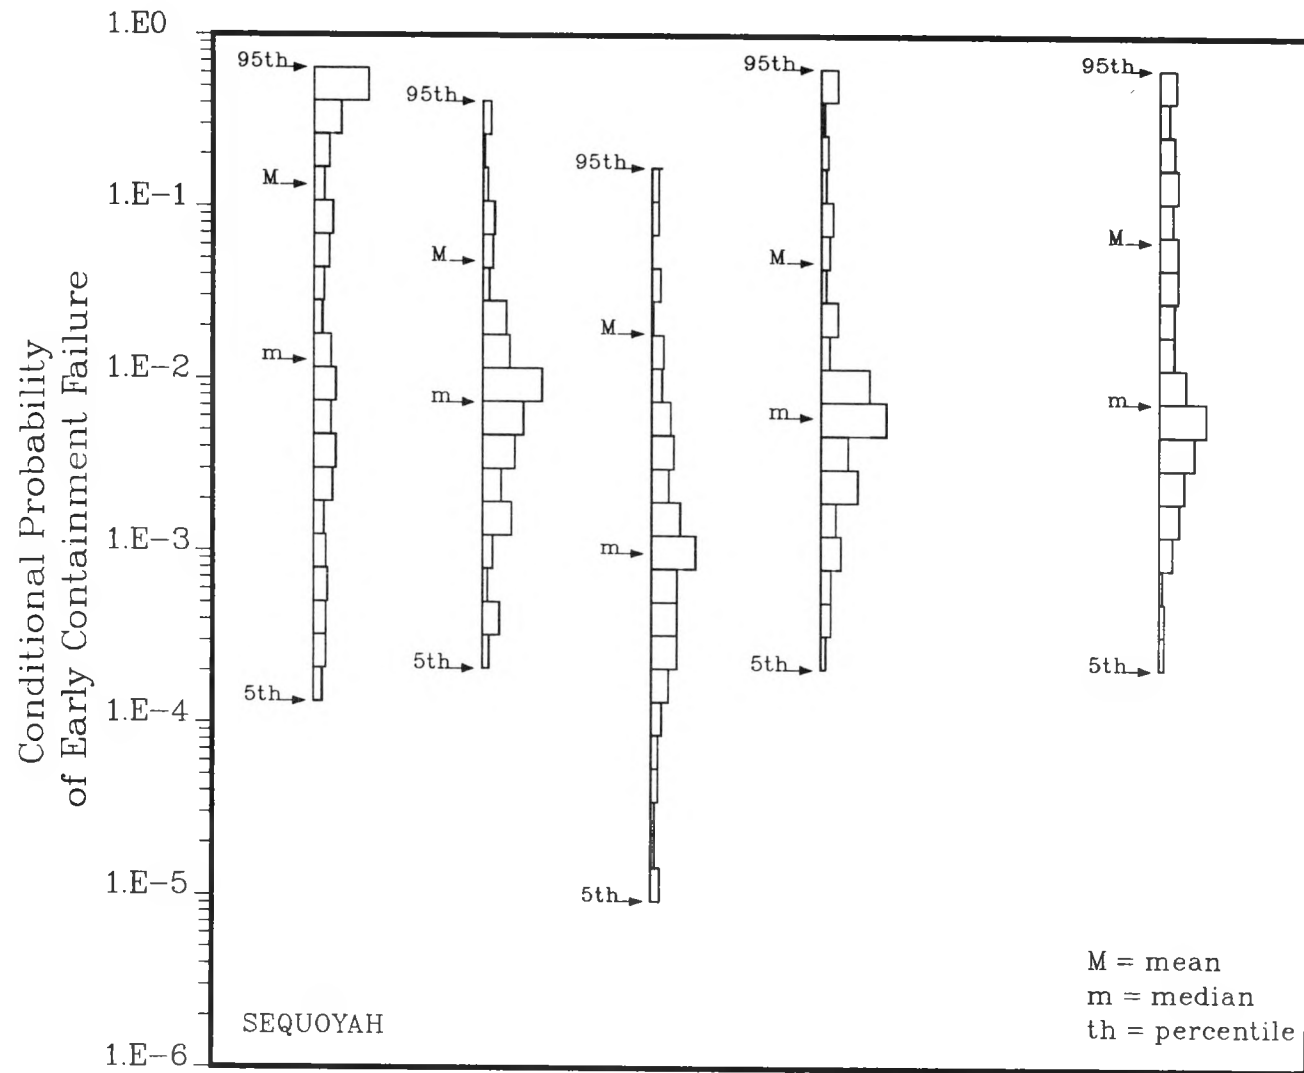 Conditional Probability
of Early Containment Failure
1.E0
1.E-1
1.E-2
1.E-3
1.E-4
1.E-5
1.E-6
95th
M
m
5th
95th
M
m
5th
95th
M
m
5th
95th
M
m
5th
95th
M
m
5th
SEQUOYAH
M = mean
m = median
th = percentile